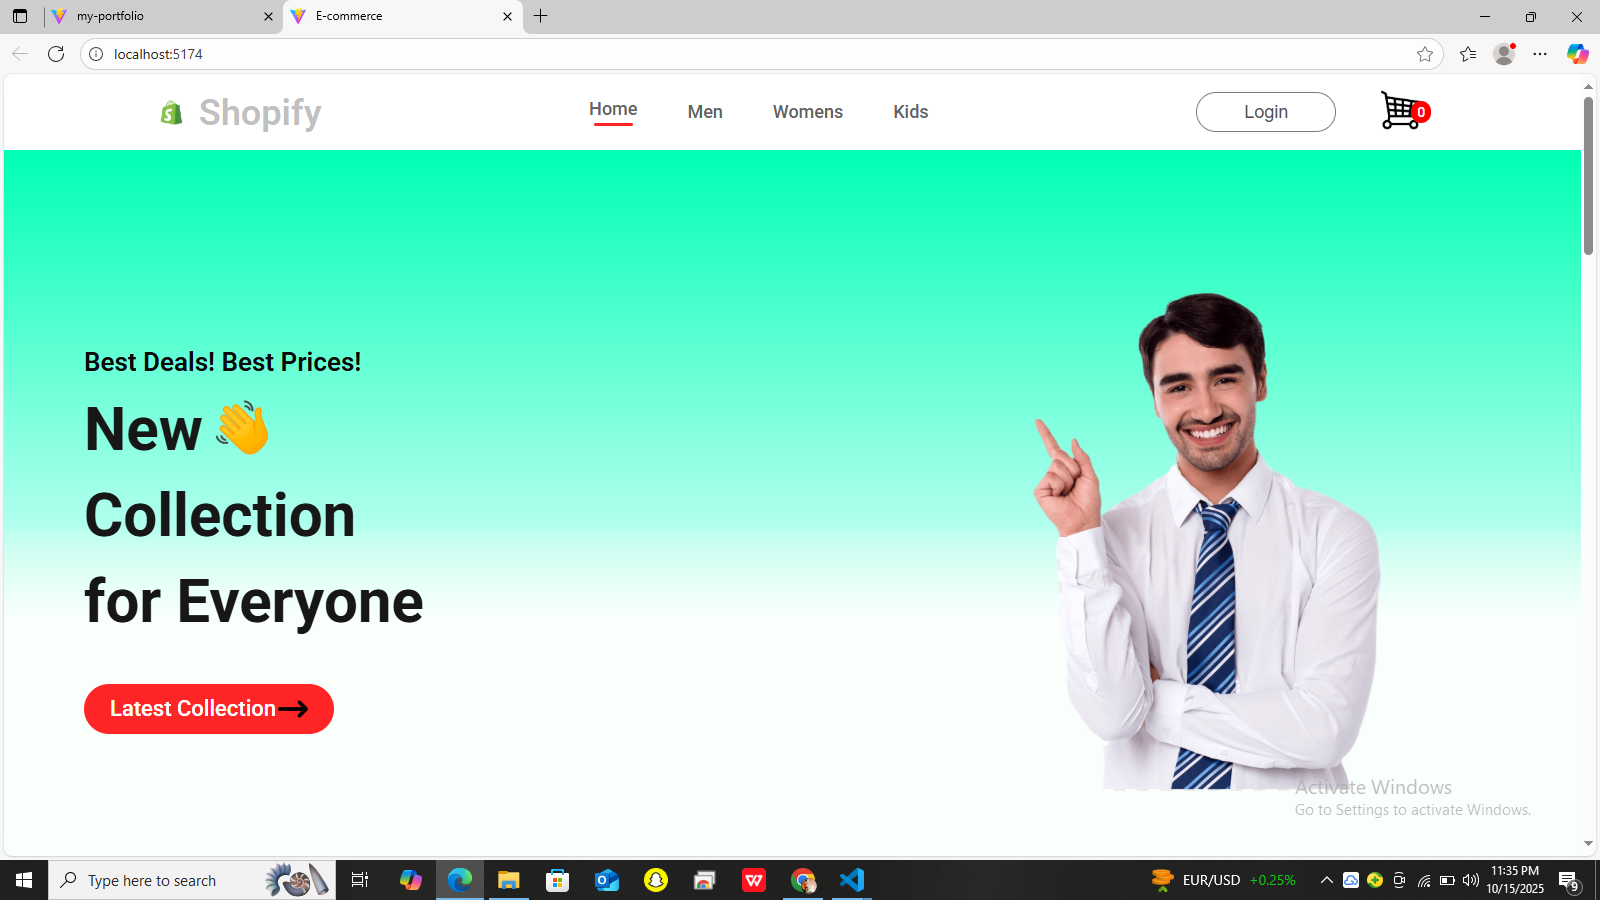 my-portfolio
E-commerce
localhost:5174
Shopify
Home Men Womens Kids
Login
0
Best Deals! Best Prices!
New 👋
Collection
for Everyone
Latest Collection
Activate Windows
Go to Settings to activate Windows.
Type here to search
EUR/USD +0.25%
11:35 PM
10/15/2025
9